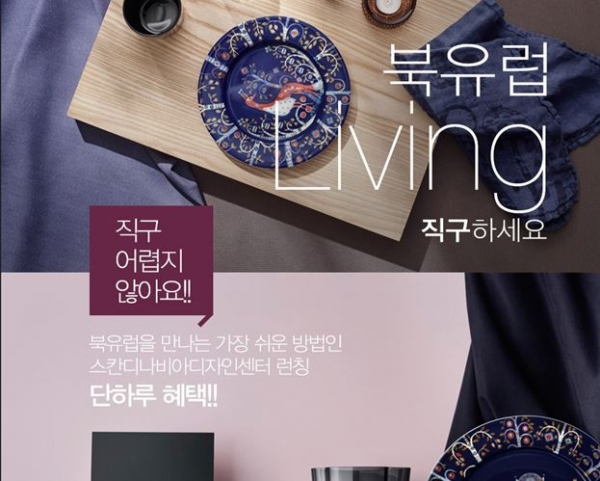 북유럽
Living
직구하세요
직구
어렵지
않아요!!
북유럽을 만나는 가장 쉬운 방법인
스칸디나비아디자인센터 런칭
단하루 혜택!!